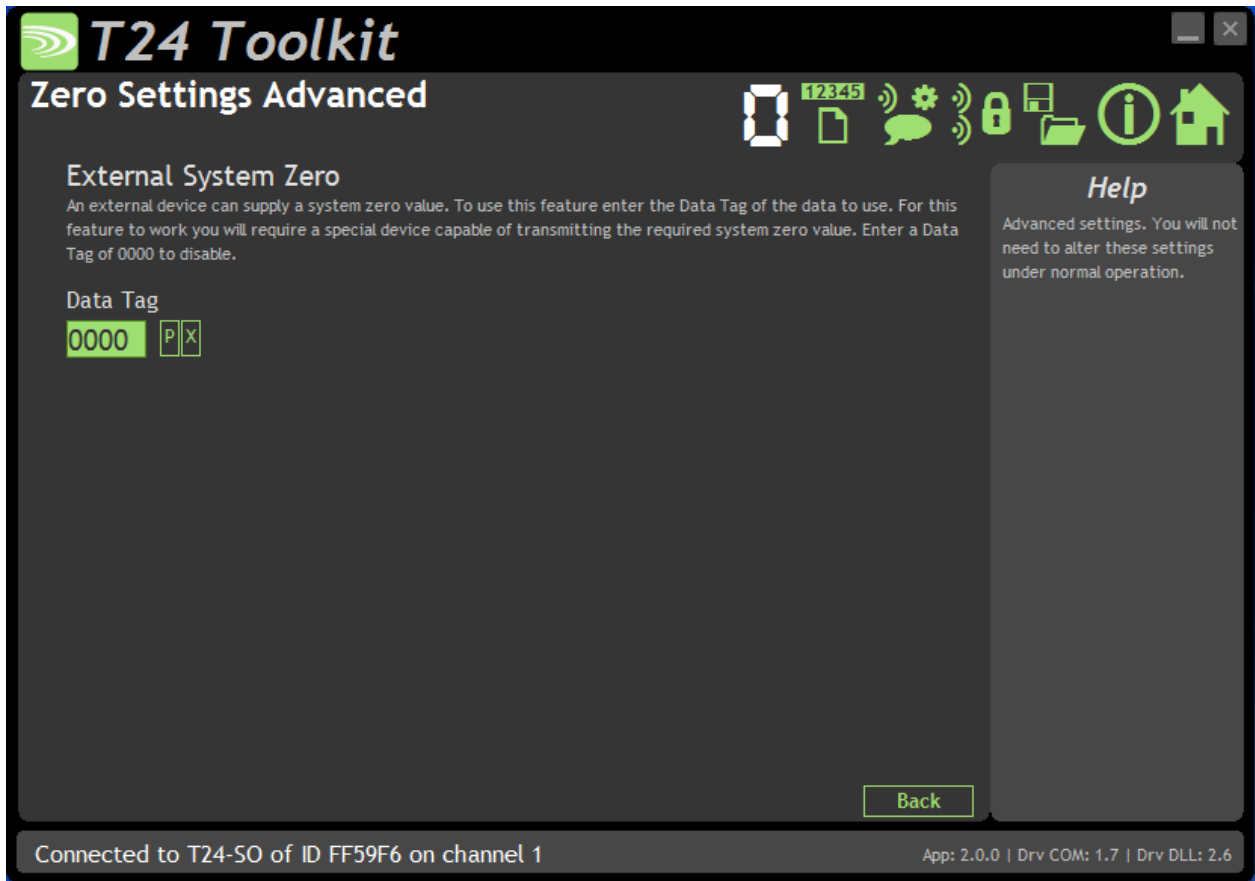 T24 Toolkit
Zero Settings Advanced
0
12345
External System Zero
An external device can supply a system zero value. To use this feature enter the Data Tag of the data to use. For this
feature to work you will require a special device capable of transmitting the required system zero value. Enter a Data
Tag of 0000 to disable.
Data Tag
0000 P X
Help
Advanced settings. You will not
need to alter these settings
under normal operation.
Back
Connected to T24-SO of ID FF59F6 on channel 1
App: 2.0.0 | Drv COM: 1.7 | Drv DLL: 2.6